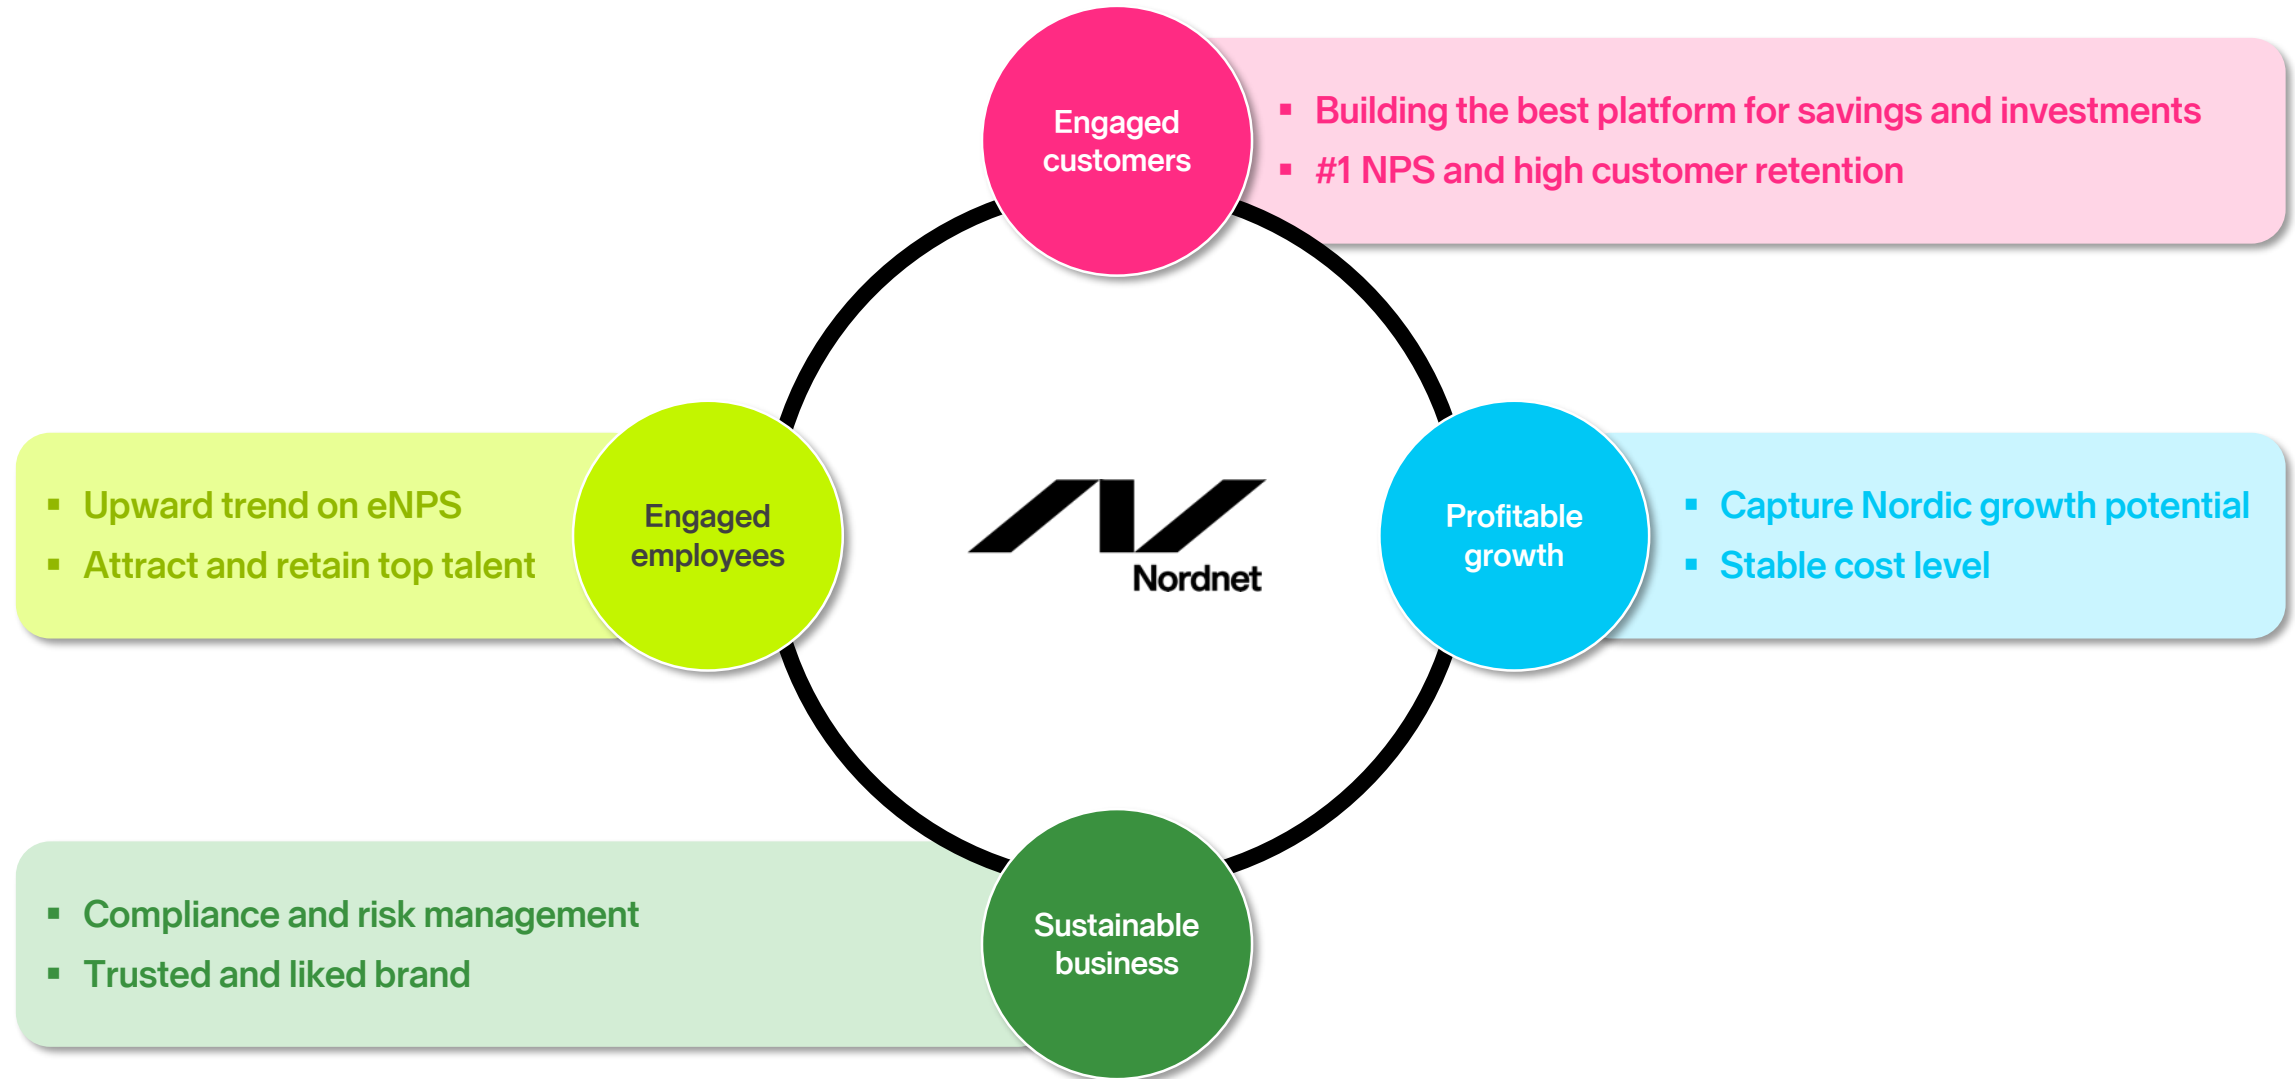 Engaged
customers
▪ Building the best platform for savings and investments
▪ #1 NPS and high customer retention
▪ Upward trend on eNPS
▪ Attract and retain top talent
Engaged
employees
Nordnet
Profitable
growth
▪ Capture Nordic growth potential
▪ Stable cost level
▪ Compliance and risk management
▪ Trusted and liked brand
Sustainable
business